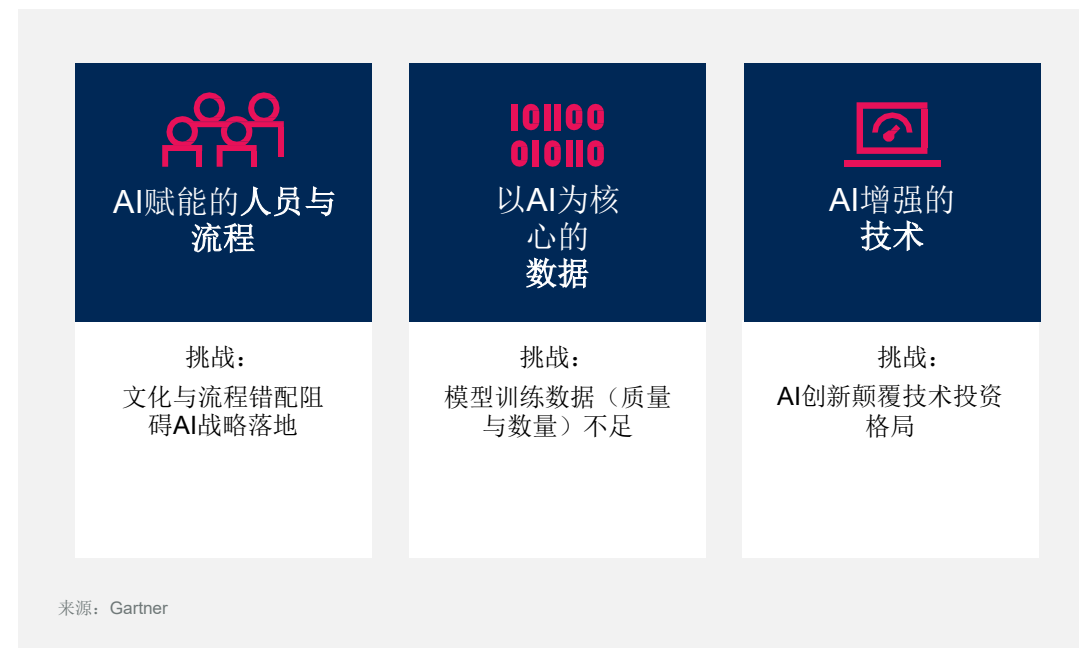 AI赋能的人员与
流程
挑战：
文化与流程错配阻
碍AI战略落地
101100
010110
以AI为核
心的
数据
挑战：
模型训练数据（质量
与数量）不足
AI增强的
技术
挑战：
AI创新颠覆技术投资
格局
来源：Gartner